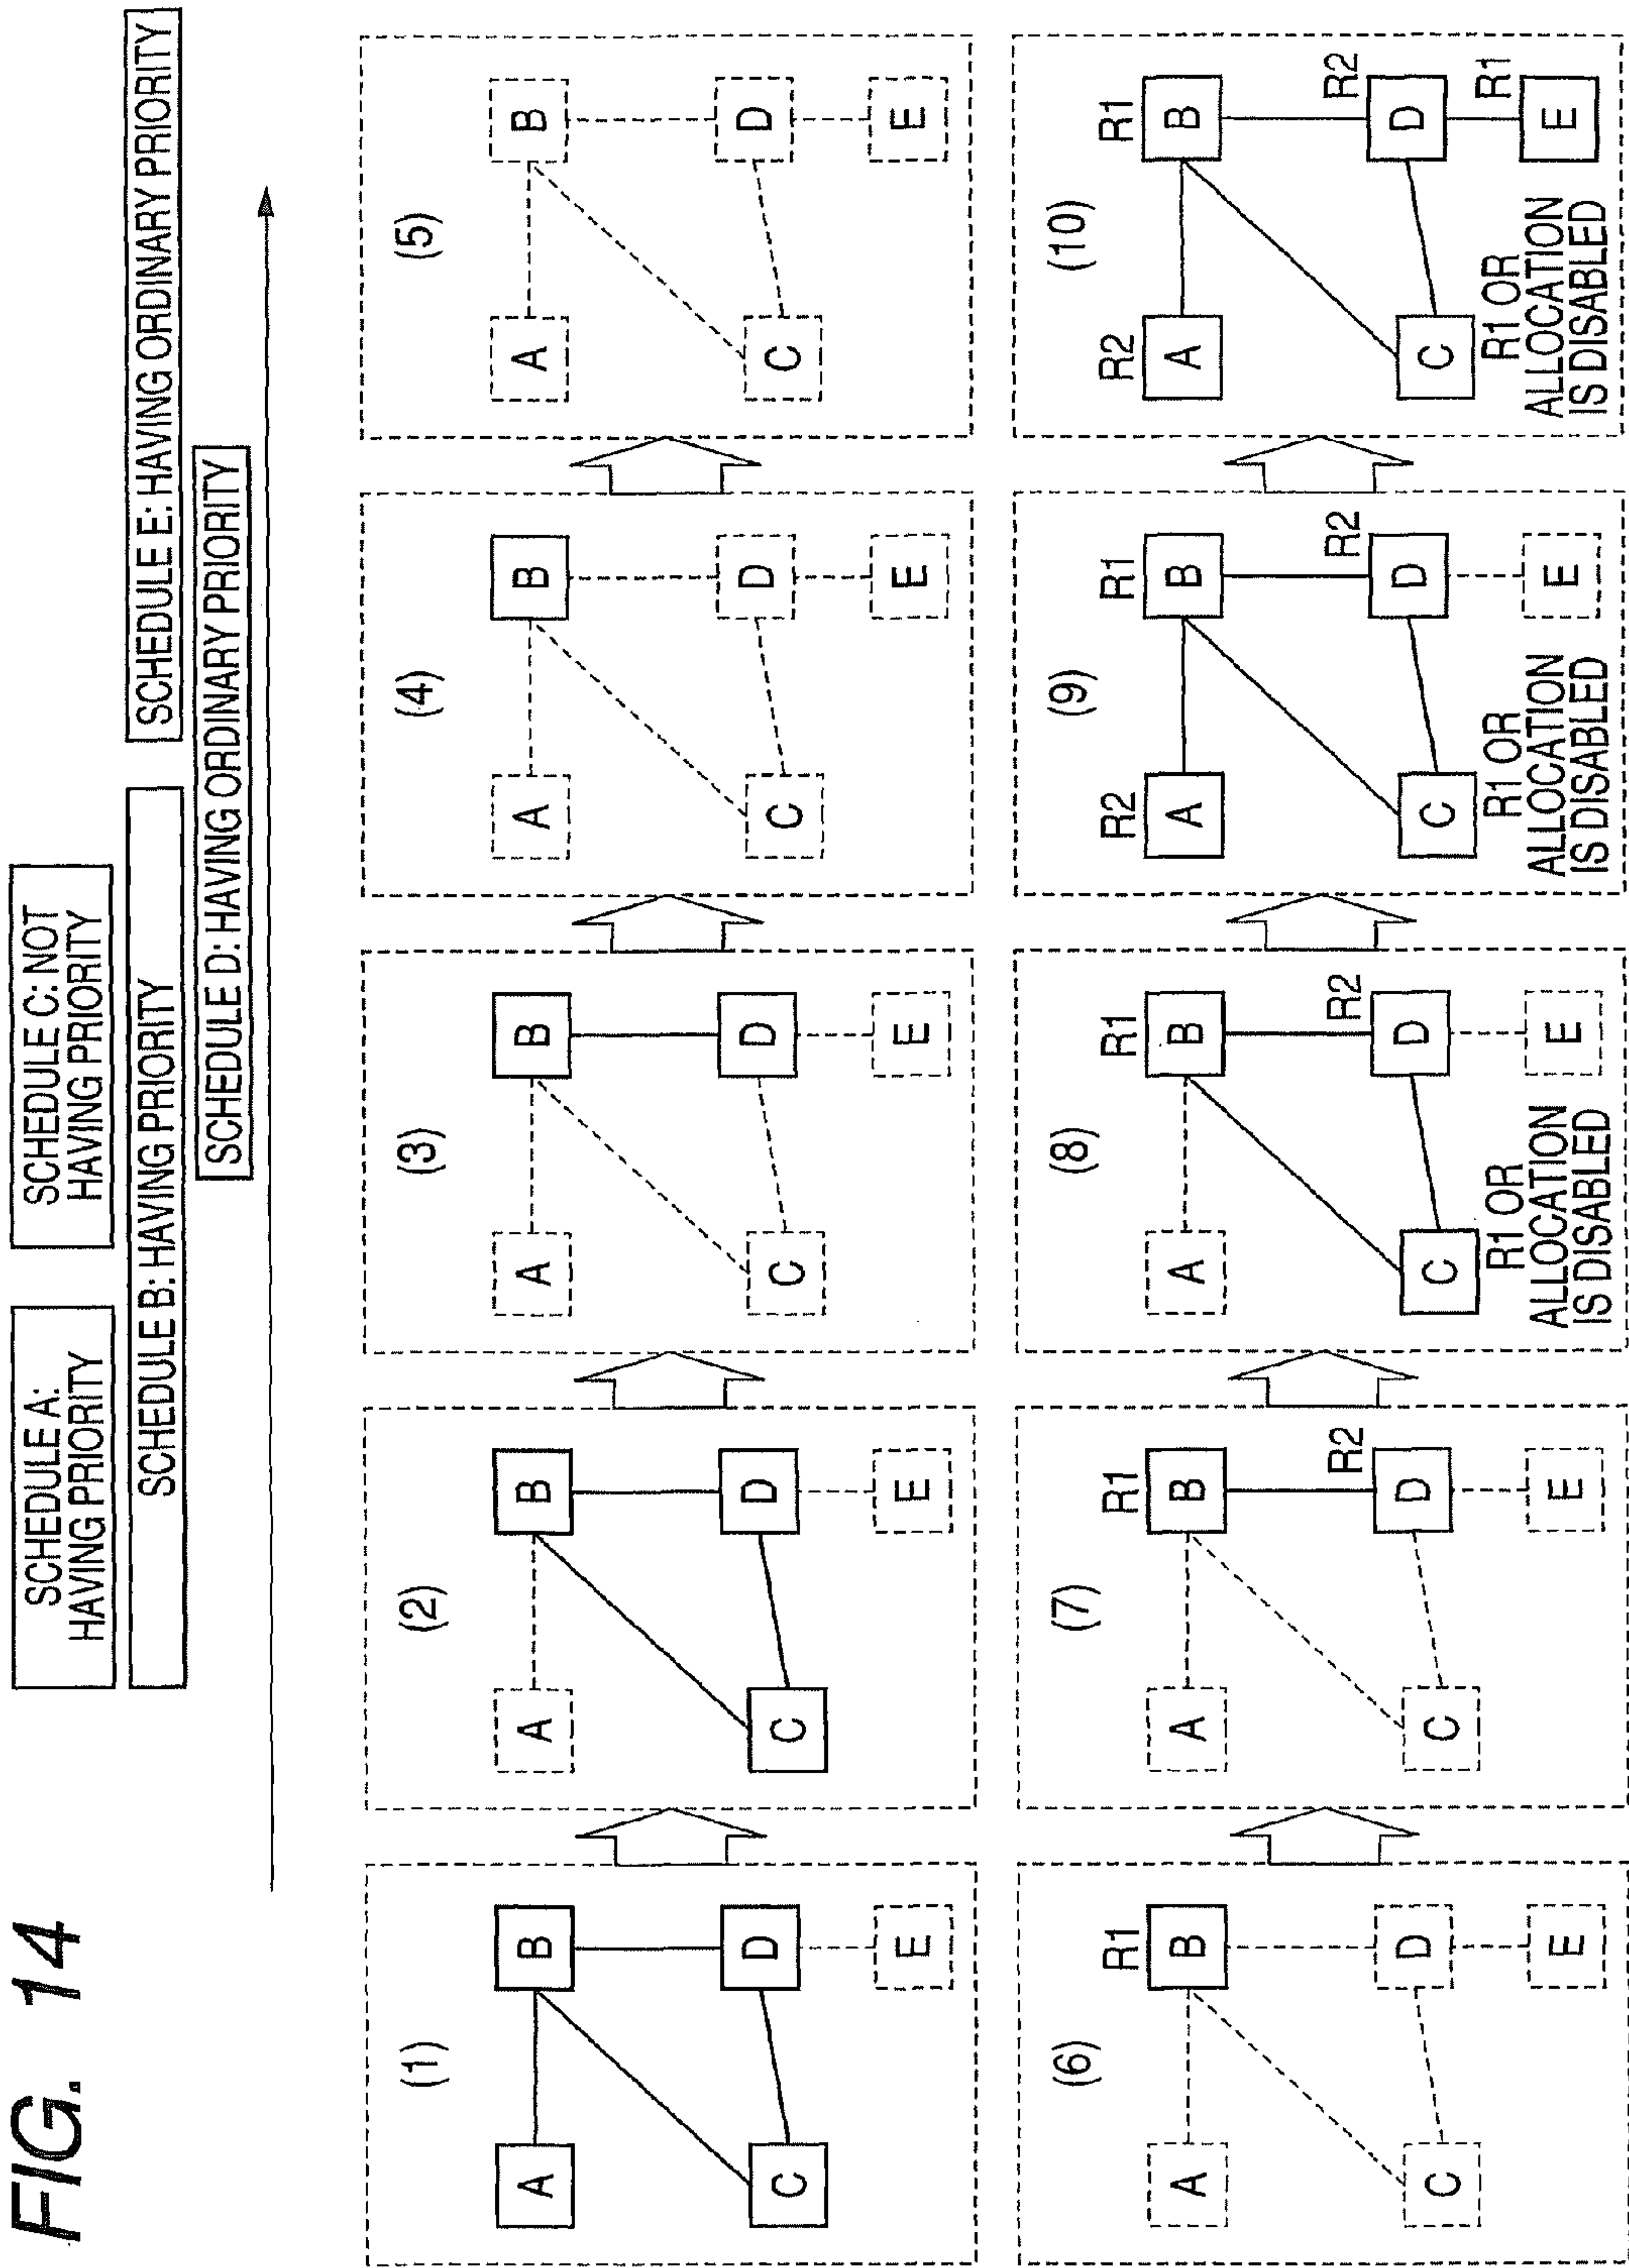 FIG. 14
SCHEDULE A:
HAVING PRIORITY
SCHEDULE C: NOT
HAVING PRIORITY
SCHEDULE B: HAVING PRIORITY
SCHEDULE E: HAVING ORDINARY PRIORITY
SCHEDULE D: HAVING ORDINARY PRIORITY
(1)
A
B
C
D
E
(2)
A
B
C
D
E
(3)
A
B
C
D
E
(4)
A
B
C
D
E
(5)
A
B
C
D
E
(6)
R1
A
B
C
D
E
(7)
R1
A
B
R2
C
D
E
(8)
R1
A
B
R2
C
D
R1 OR
ALLOCATION
IS DISABLED
E
(9)
R2
R1
A
B
R2
C
D
R1 OR
ALLOCATION
IS DISABLED
E
(10)
R2
R1
A
B
R2
C
D
R1
R1 OR
ALLOCATION
IS DISABLED
E